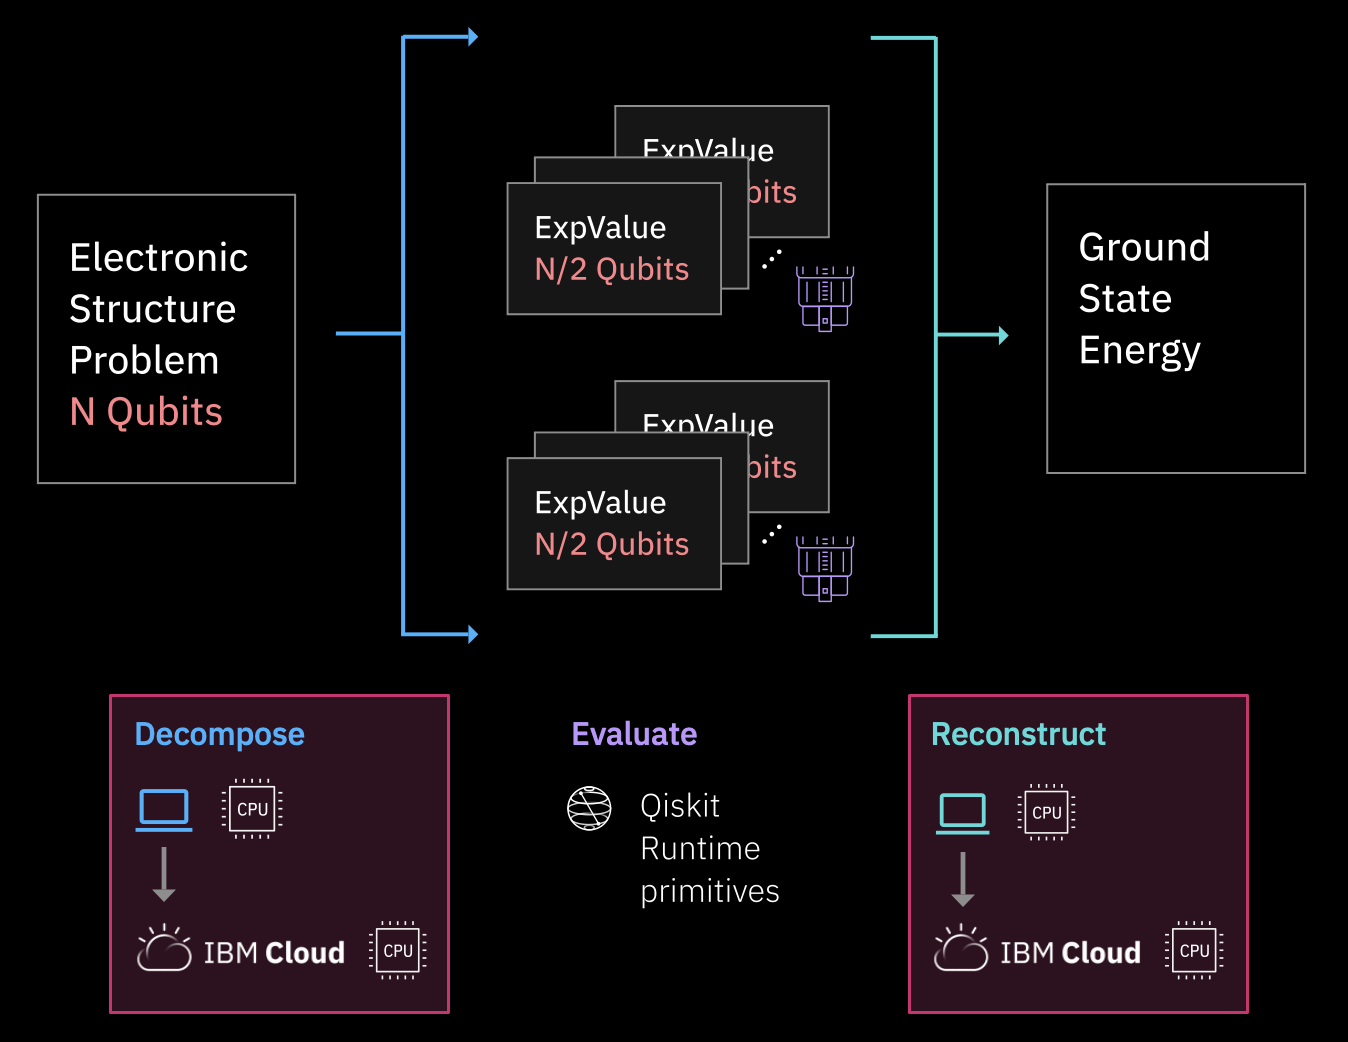 Electronic
Structure
Problem
N Qubits
ExpValue
bits
ExpValue
N/2 Qubits
ExpValue
bits
ExpValue
N/2 Qubits
Ground
State
Energy
Decompose
CPU
IBM Cloud
CPU
Evaluate
Qiskit
Runtime
primitives
Reconstruct
CPU
IBM Cloud
CPU